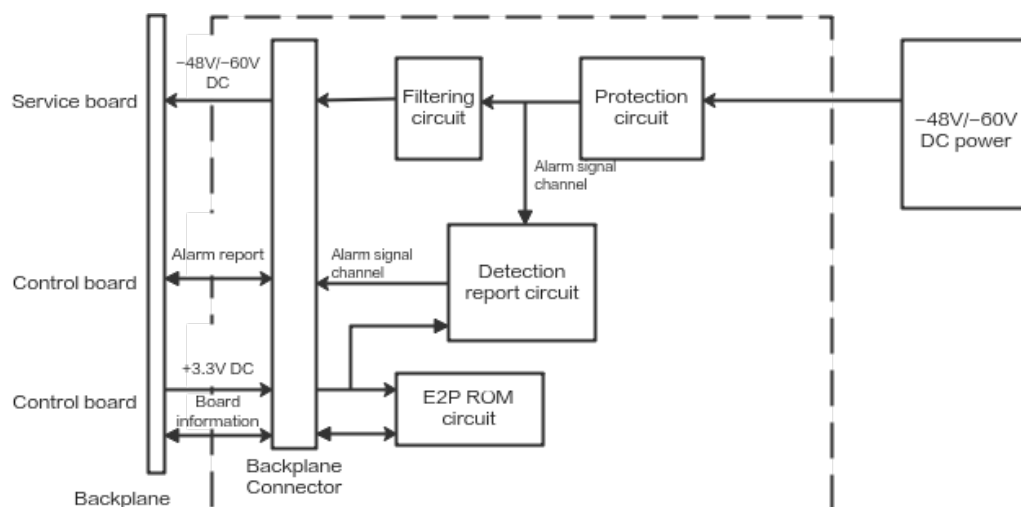 −48V/−60V
DC
Service board
Filtering
circuit
Protection
circuit
−48V/−60V
DC power
Alarm signal
channel
Alarm report
Alarm signal
channel
Control board
Detection
report circuit
+3.3V DC
Control board
Board
information
E2P ROM
circuit
Backplane
Connector
Backplane